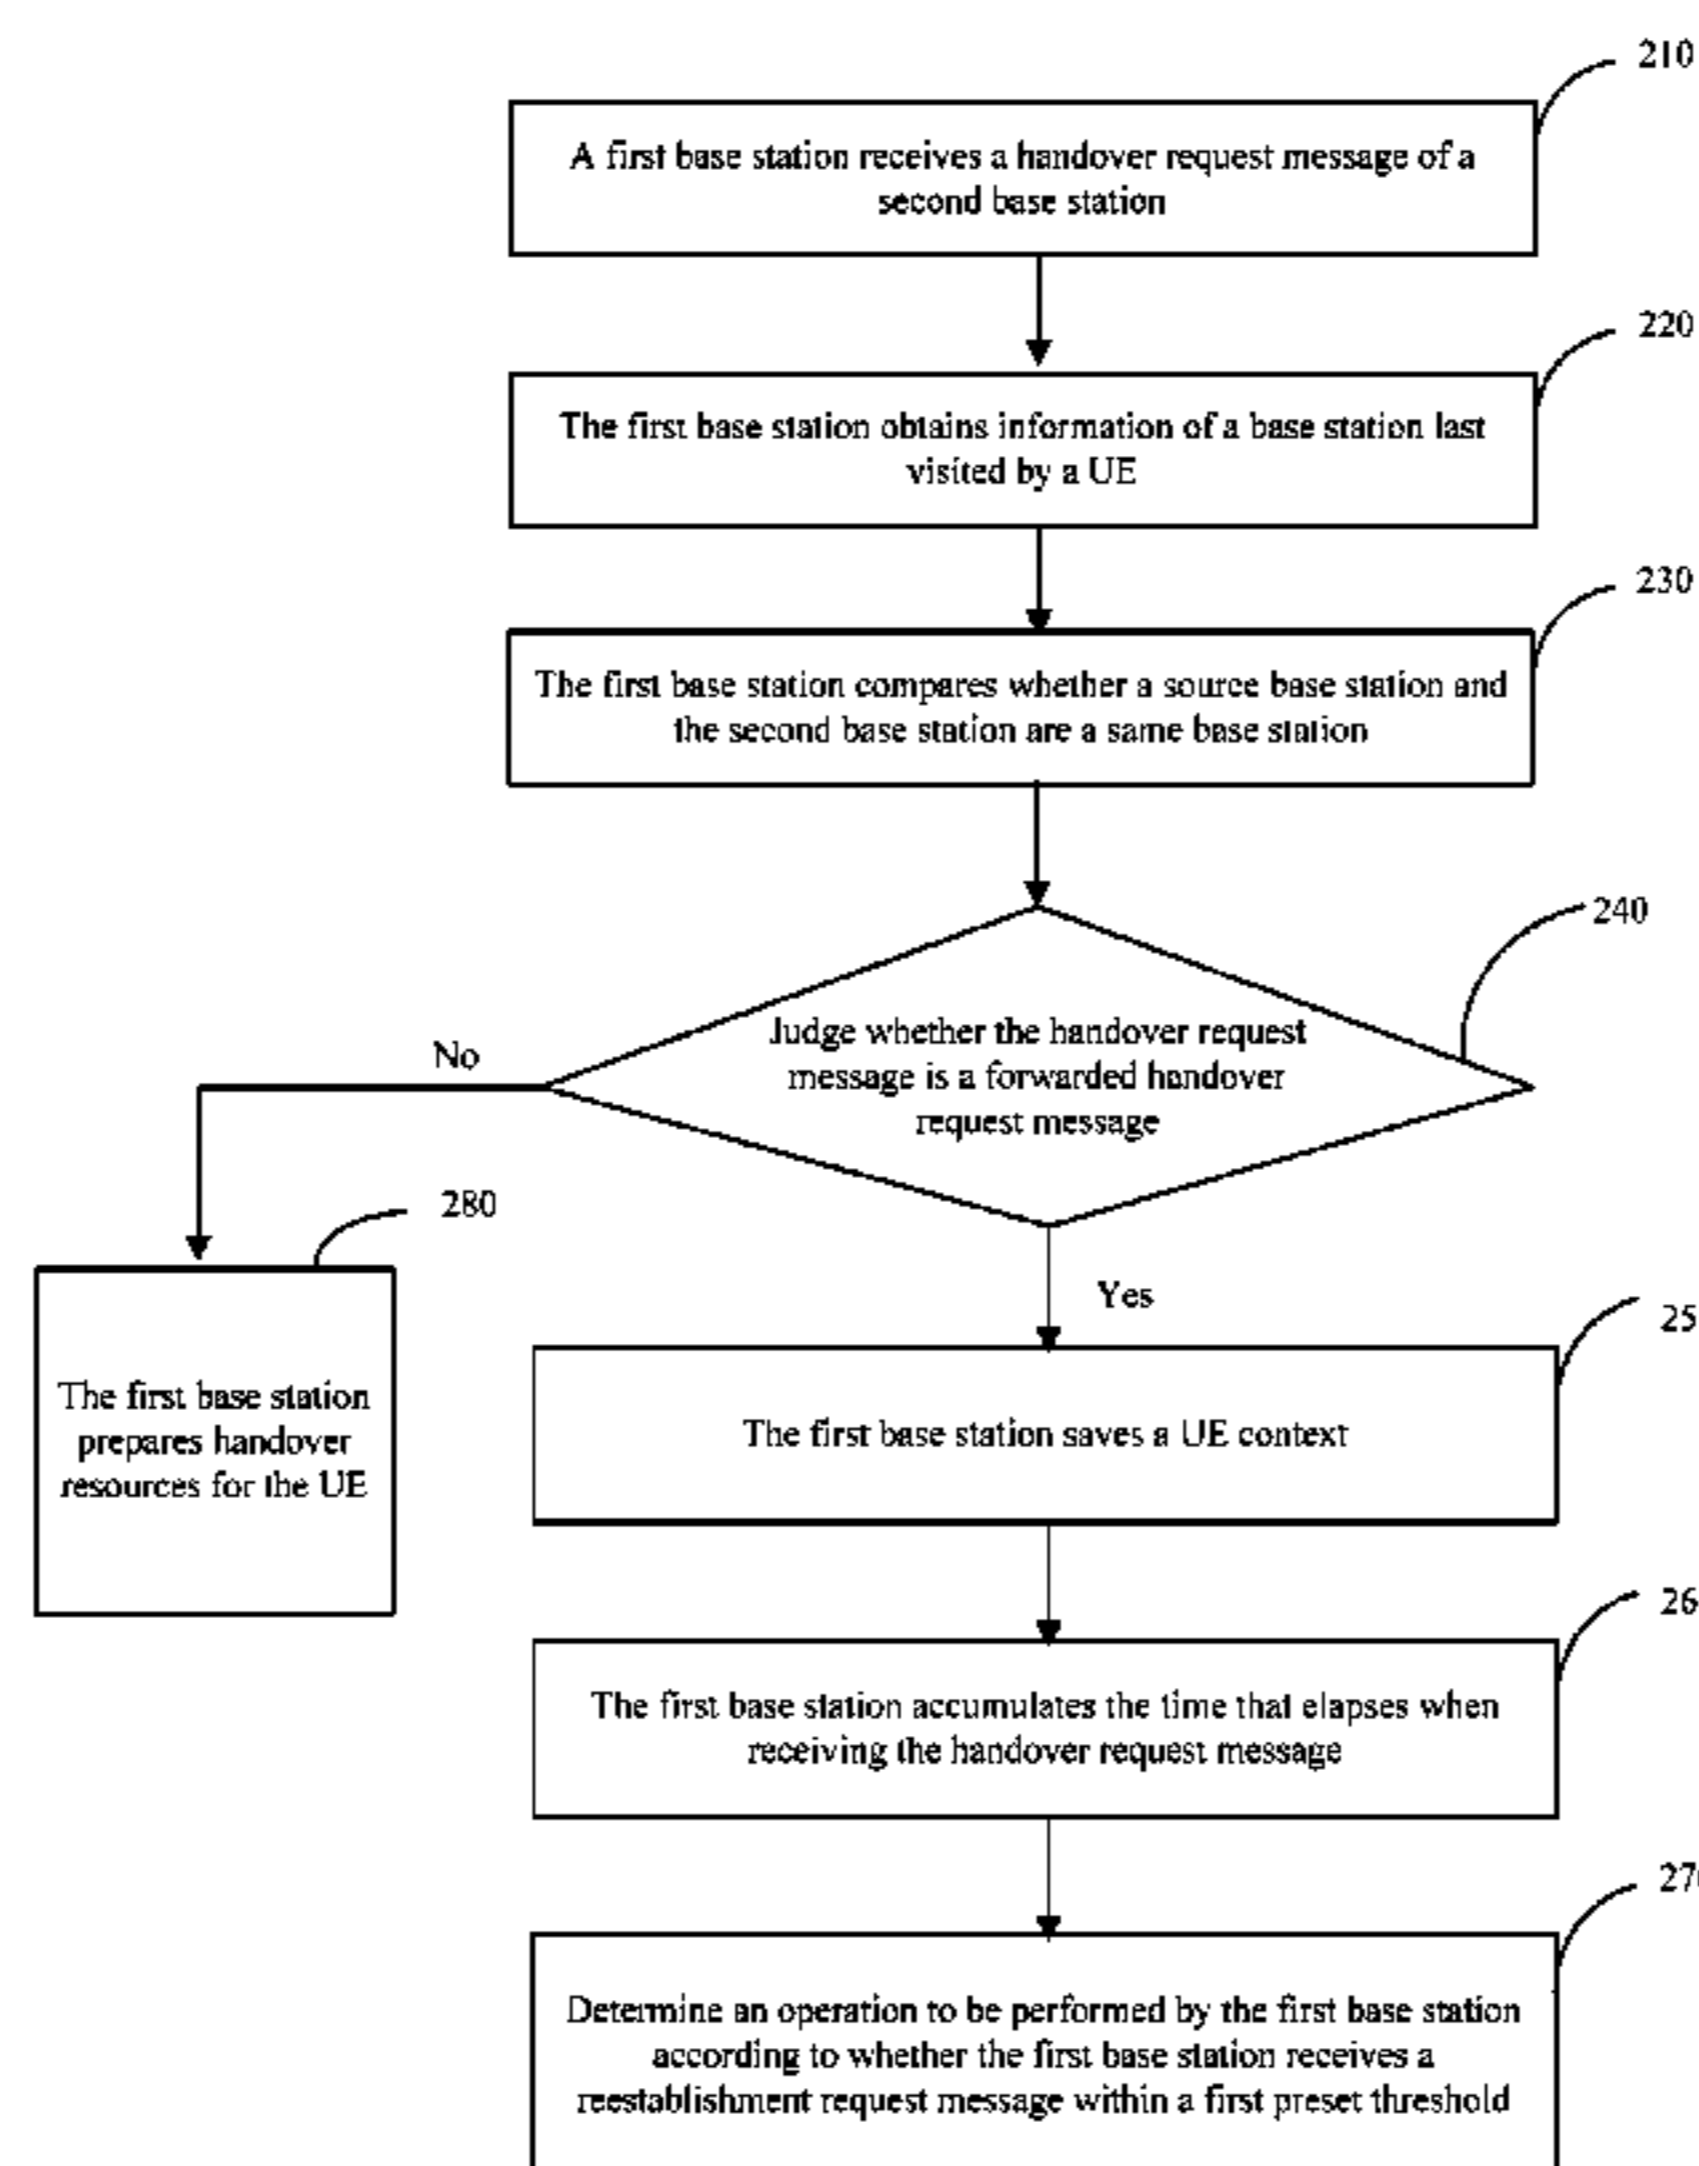 210
A first base station receives a handover request message of a
second base station
220
The first base station obtains information of a base station last
visited by a UE
230
The first base station compares whether a source base station and
the second base station are a same base station
240
Judge whether the handover request
message is a forwarded handover
request message
No
280
Yes
The first base station
prepares handover
resources for the UE
25
The first base station saves a UE context
26
The first base station accumulates the time that elapses when
receiving the handover request message
270
Determine an operation to be performed by the first base station
according to whether the first base station receives a
reestablishment request message within a first preset threshold